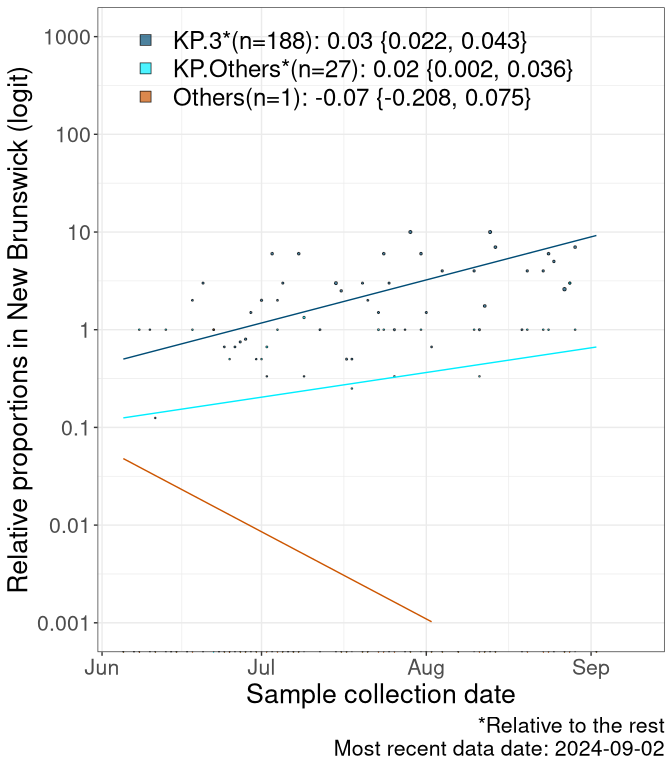 KP.3*(n=188): 0.03 {0.022, 0.043}
KP.Others*(n=27): 0.02 {0.002, 0.036}
Others(n=1): -0.07 {-0.208, 0.075}
Relative proportions in New Brunswick (logit)
1000
100
10
1
0.1
0.01
0.001
Jun Jul Aug Sep
Sample collection date
*Relative to the rest
Most recent data date: 2024-09-02